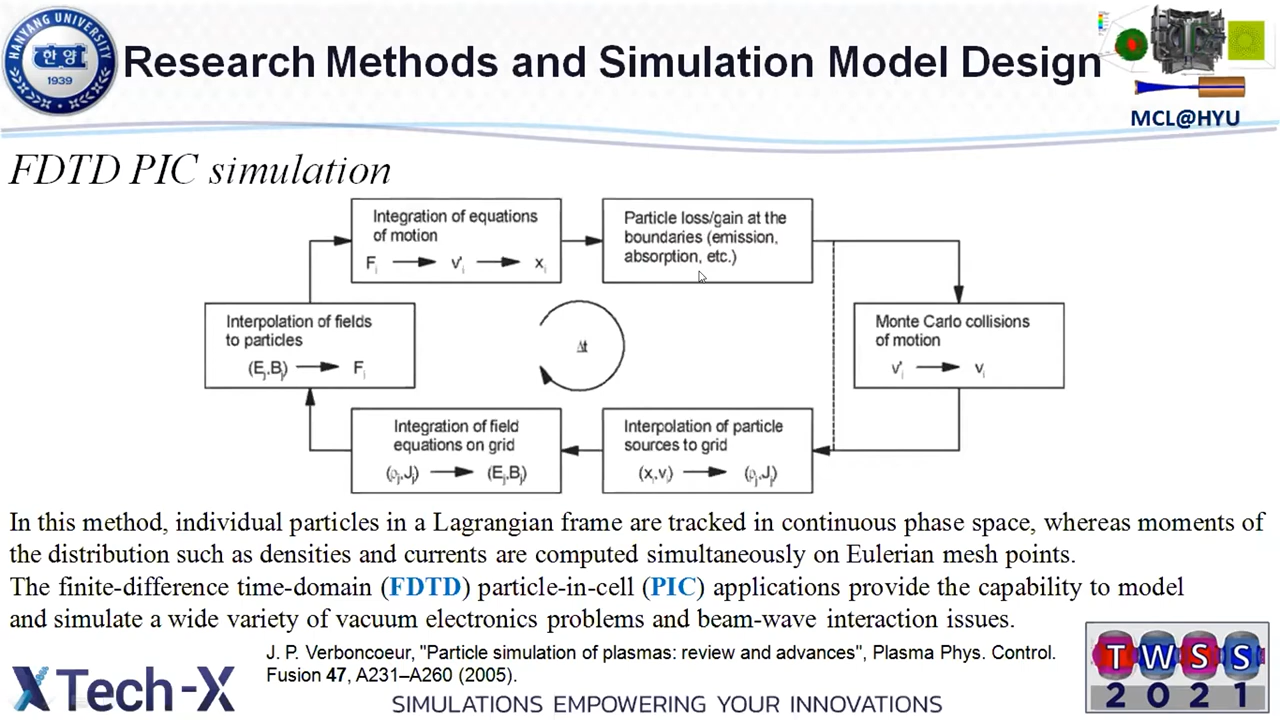 HANYANG UNIVERSITY
한양
1939
Research Methods and Simulation Model Design
MCL@HYU
FDTD PIC simulation
Integration of equations
of motion
Fᵢ → v'ᵢ → xᵢ
Particle loss/gain at the
boundaries (emission,
absorption, etc.)
Interpolation of fields
to particles
(Eⱼ,Bⱼ) → Fᵢ
Δt
Monte Carlo collisions
of motion
v'ᵢ → vᵢ
Integration of field
equations on grid
(ρⱼ,Jⱼ) → (Eⱼ,Bⱼ)
Interpolation of particle
sources to grid
(xᵢ,vᵢ) → (ρⱼ,Jⱼ)
In this method, individual particles in a Lagrangian frame are tracked in continuous phase space, whereas moments of
the distribution such as densities and currents are computed simultaneously on Eulerian mesh points.
The finite-difference time-domain (FDTD) particle-in-cell (PIC) applications provide the capability to model
and simulate a wide variety of vacuum electronics problems and beam-wave interaction issues.
J. P. Verboncoeur, "Particle simulation of plasmas: review and advances", Plasma Phys. Control.
Fusion 47, A231–A260 (2005).
Tech-X
SIMULATIONS EMPOWERING YOUR INNOVATIONS
TWSS
2021